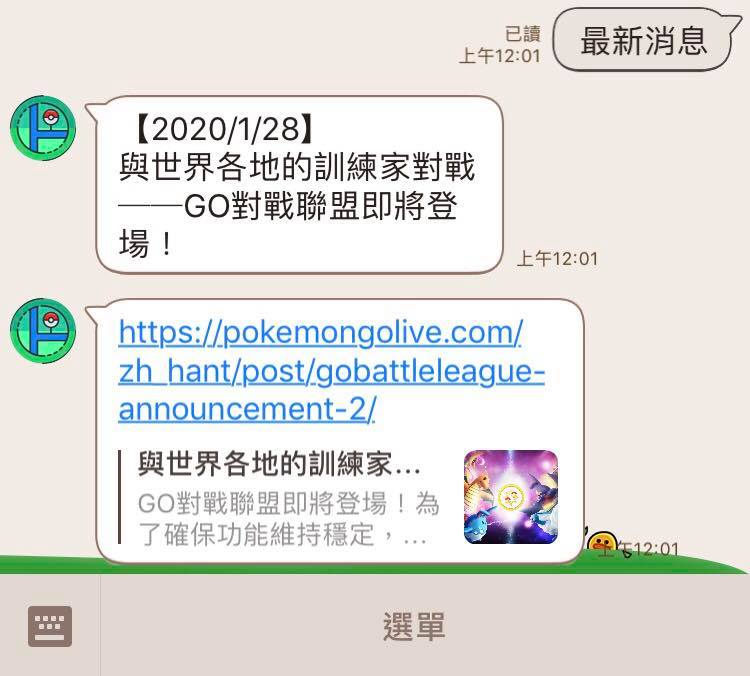 已讀
上午12:01
最新消息
【2020/1/28】
與世界各地的訓練家對戰
──GO對戰聯盟即將登
場！
上午12:01
https://pokemongolive.com/
zh_hant/post/gobattleleague-
announcement-2/
與世界各地的訓練家...
GO對戰聯盟即將登場！為
了確保功能維持穩定，...
上午12:01
選單